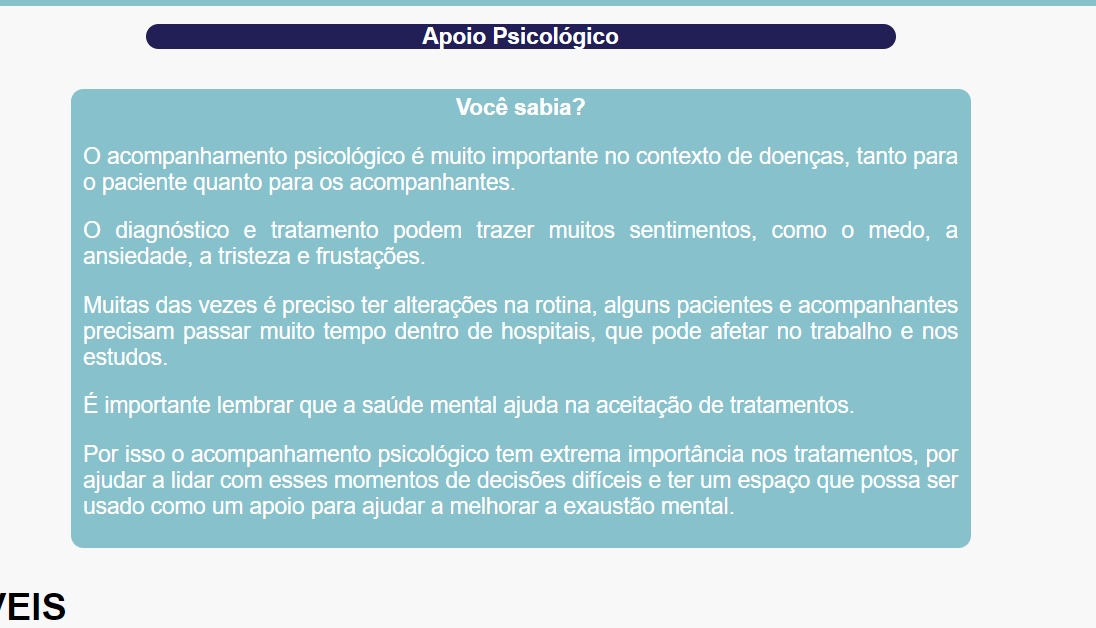 Apoio Psicológico
Você sabia?
O acompanhamento psicológico é muito importante no contexto de doenças, tanto para
o paciente quanto para os acompanhantes.
O diagnóstico e tratamento podem trazer muitos sentimentos, como o medo, a
ansiedade, a tristeza e frustações.
Muitas das vezes é preciso ter alterações na rotina, alguns pacientes e acompanhantes
precisam passar muito tempo dentro de hospitais, que pode afetar no trabalho e nos
estudos.
É importante lembrar que a saúde mental ajuda na aceitação de tratamentos.
Por isso o acompanhamento psicológico tem extrema importância nos tratamentos, por
ajudar a lidar com esses momentos de decisões difíceis e ter um espaço que possa ser
usado como um apoio para ajudar a melhorar a exaustão mental.
VEIS